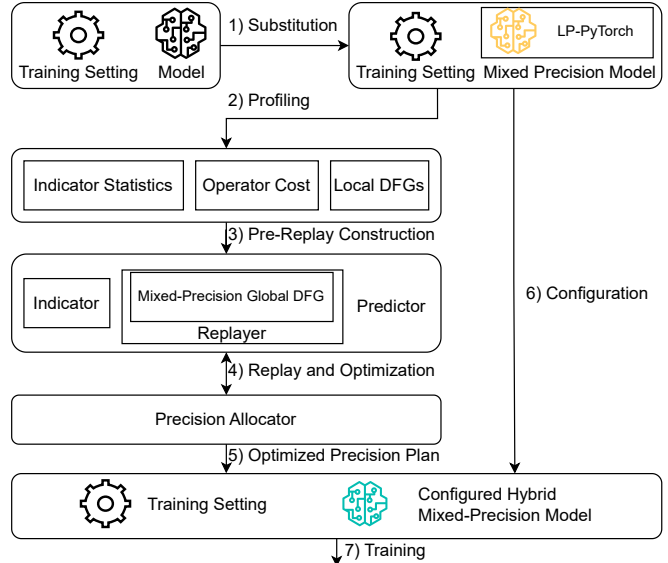 1) Substitution
Training Setting
Model
LP-PyTorch
Training Setting
Mixed Precision Model
2) Profiling
Indicator Statistics
Operator Cost
Local DFGs
3) Pre-Replay Construction
Indicator
Mixed-Precision Global DFG
Replayer
Predictor
6) Configuration
4) Replay and Optimization
Precision Allocator
5) Optimized Precision Plan
Training Setting
Configured Hybrid
Mixed-Precision Model
7) Training